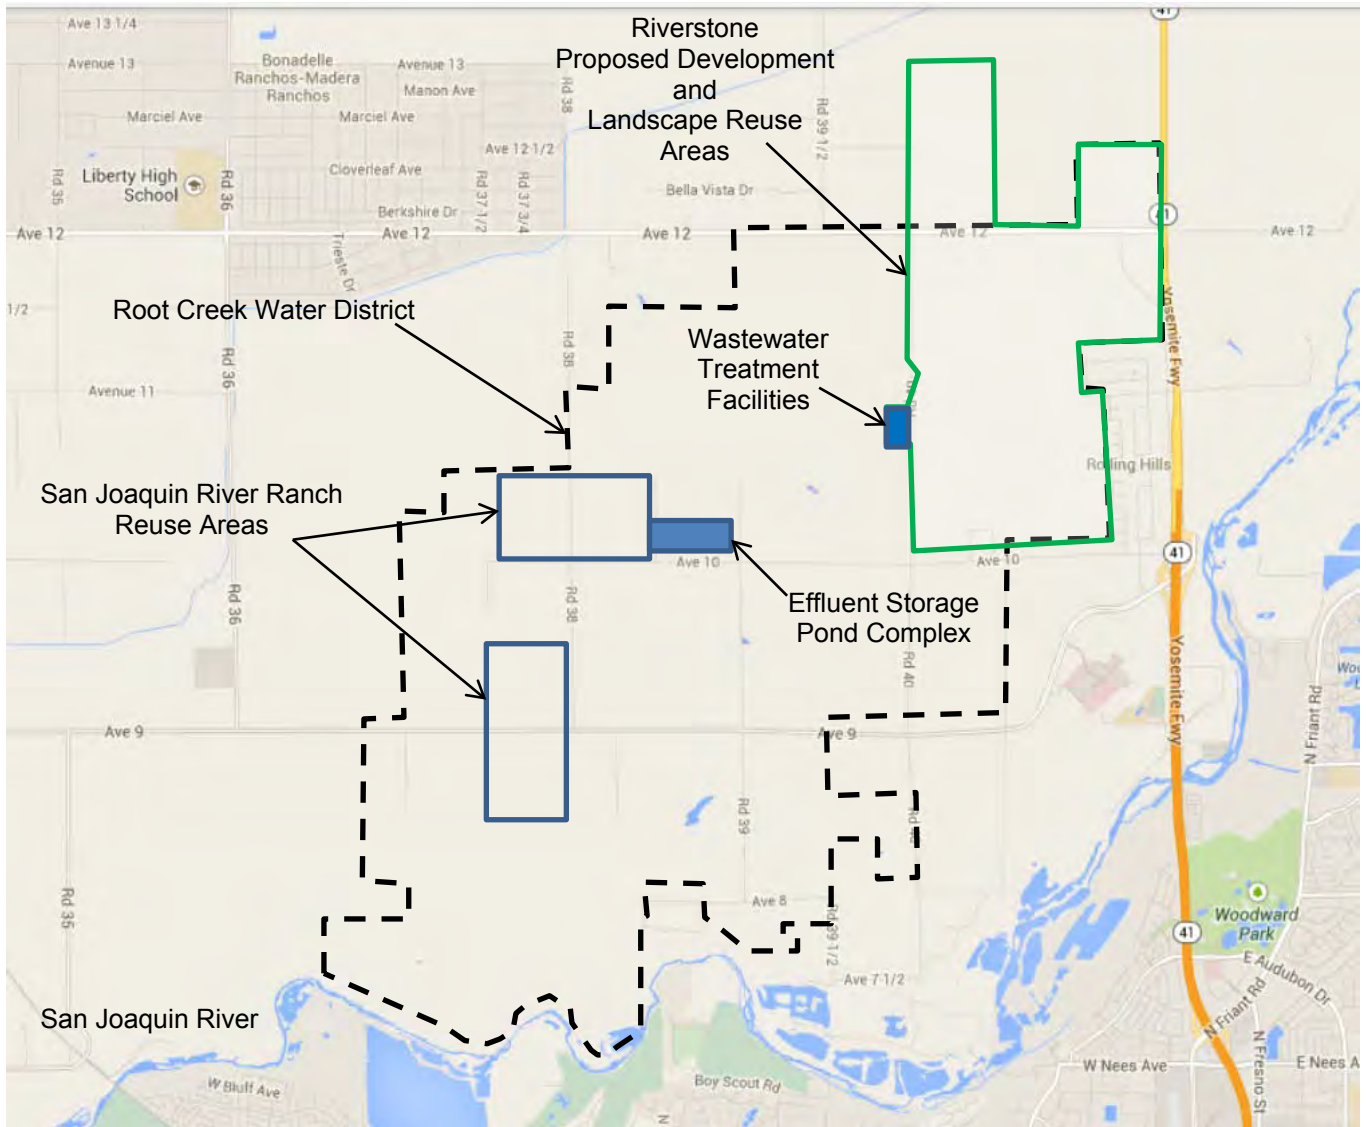 Ave 13 1/4
41
Riverstone
Proposed Development
and
Landscape Reuse
Areas
Avenue 13
Bonadelle
Ranchos-Madera
Ranchos
Avenue 13
Manon Ave
Rd 38
Rd 39 1/2
Marciel Ave
Marciel Ave
Ave 12 1/2
Cloverleaf Ave
Liberty High
School
Rd 35
Rd 36
Rd 37 1/2
Rd 37 3/4
Bella Vista Dr
Berkshire Dr
41
Ave 12
Ave 12
Ave 12
Ave 12
Ave 12
Trieste Dr
1/2
Root Creek Water District
Yosemite Fwy
Wastewater
Treatment
Facilities
Rd 36
Rd 38
Avenue 11
Rolling Hills
San Joaquin River Ranch
Reuse Areas
Ave 10
Ave 10
41
Effluent Storage
Pond Complex
Rd 36
Rd 38
Rd 40
Yosemite Fwy
N Friant Rd
Ave 9
Ave 9
Rd 39
Rd 35
Ave 8
Rd 39 1/2
41
Woodward
Park
E Audubon Dr
Ave 7 1/2
San Joaquin River
N Friant Rd
W Nees Ave
N Fresno St
E Nees A
W Bluff Ave
Boy Scout Rd
N